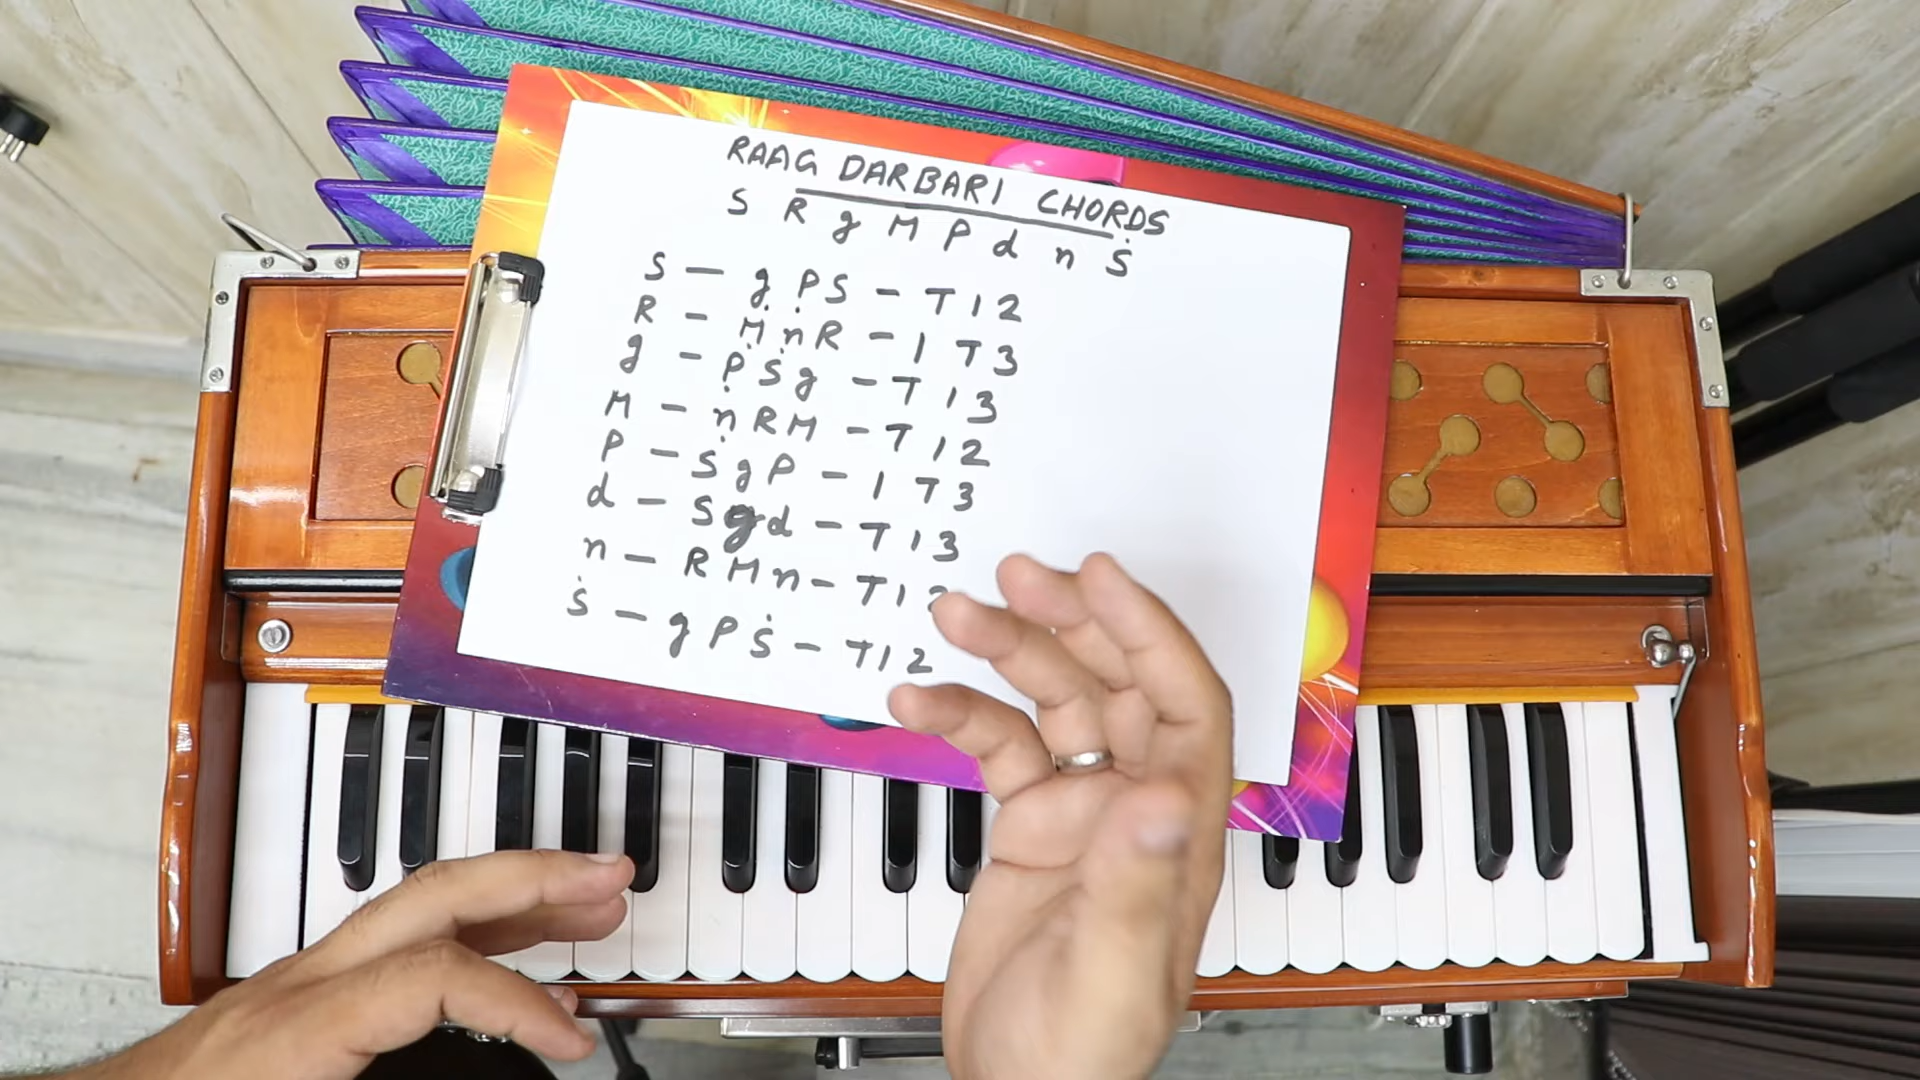 RAAG DARBARI CHORDS
S R g M P d n Ṡ
S — g̣ P̣ S — T 1 2
R — Ṃ ṇ R — 1 T 3
g — P̣ S g — T 1 3
M — ṇ R M — T 1 2
P — S g P — 1 T 3
d — S g d — T 1 3
n — R M n — T 1 2
Ṡ — g P Ṡ — T 1 2